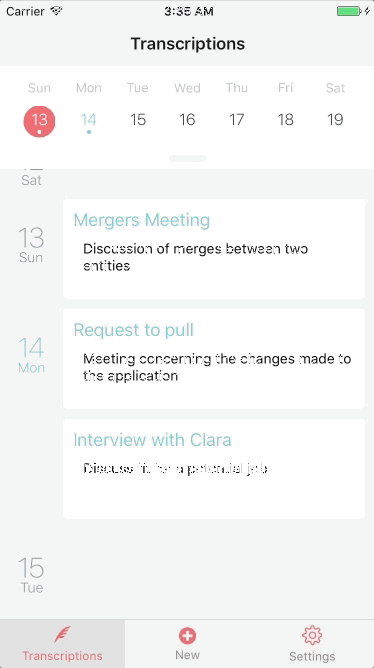 Carrier 3:35 AM
Transcriptions
Sun Mon Tue Wed Thu Fri Sat
13 14 15 16 17 18 19
Sat
13
Sun
Mergers Meeting
Discussion of merges between two
entities
14
Mon
Request to pull
Meeting concerning the changes made to
the application
Interview with Clara
Discuss fit for a potential job
15
Tue
Transcriptions New Settings